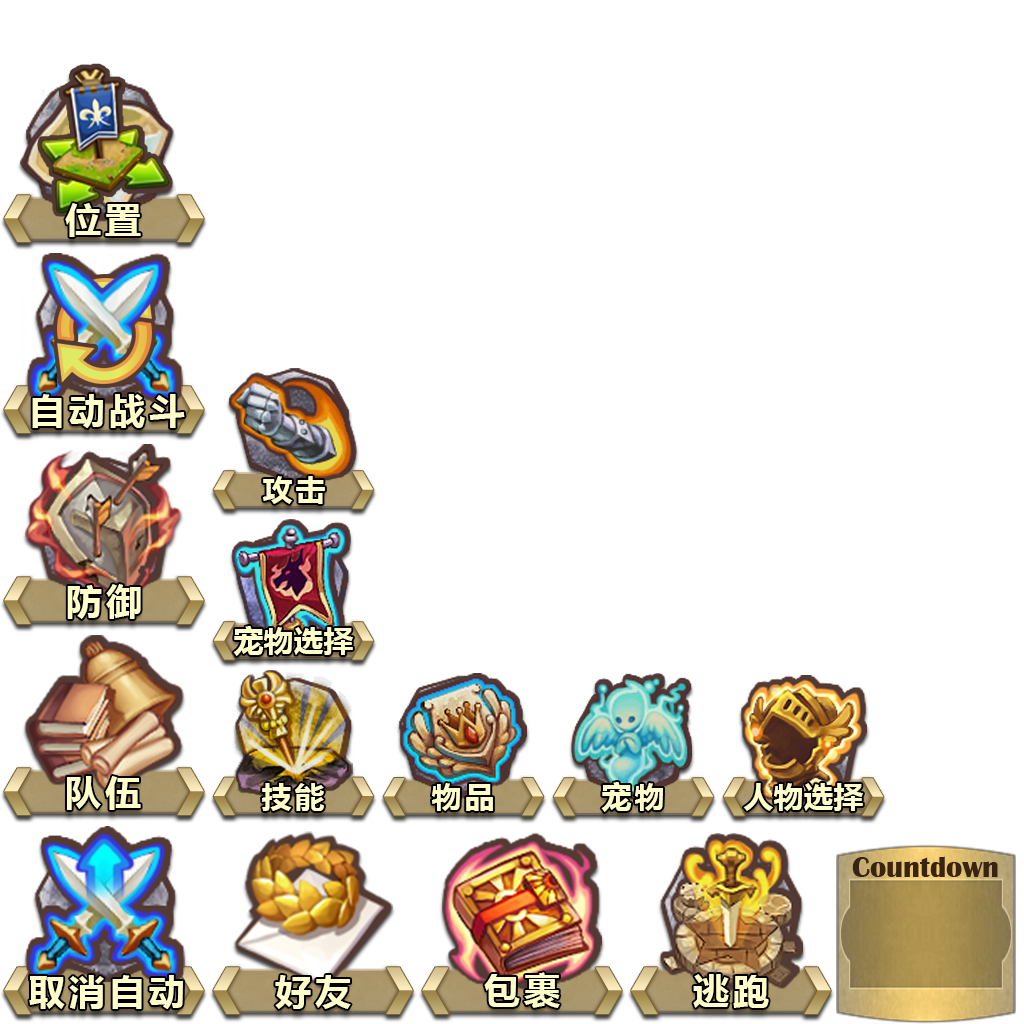 位置
自动战斗
攻击
防御
宠物选择
队伍
技能
物品
宠物
人物选择
Countdown
取消自动
好友
包裹
逃跑